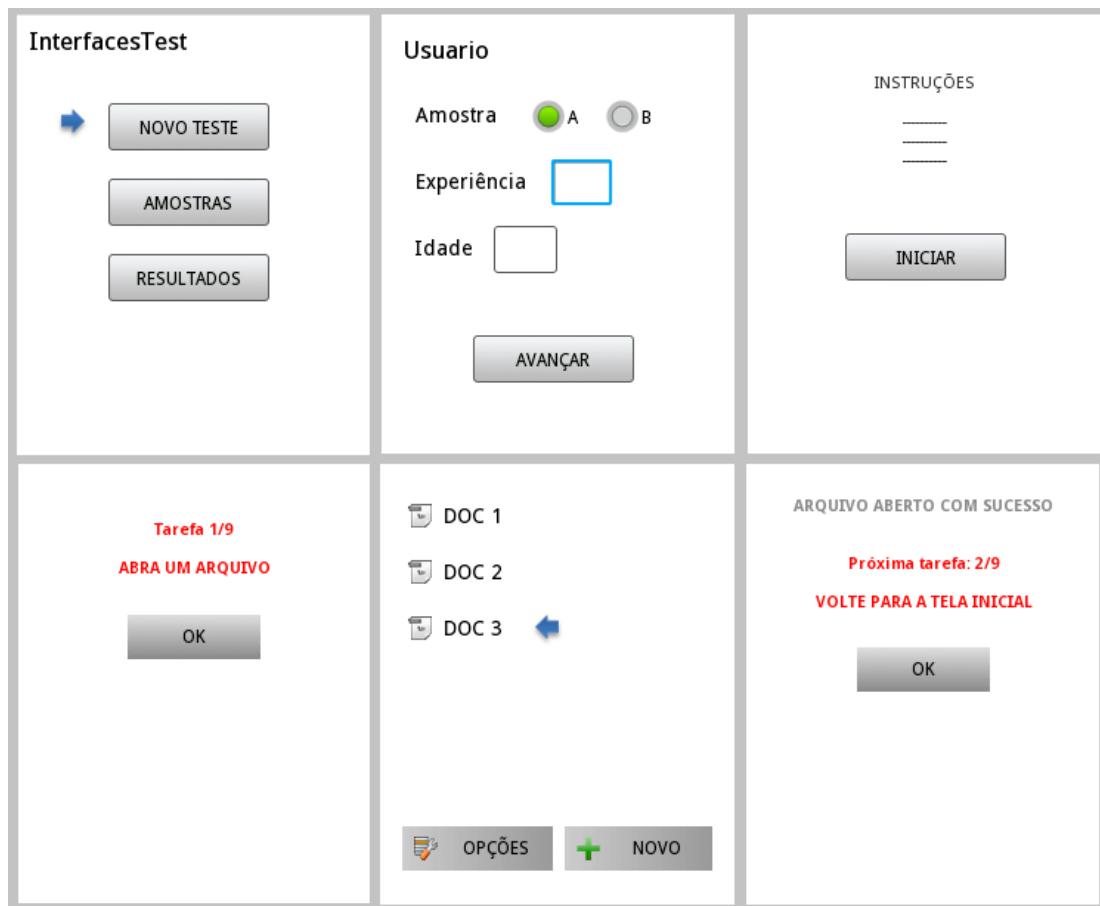 InterfacesTest
NOVO TESTE
AMOSTRAS
RESULTADOS
Usuario
Amostra A B
Experiência
Idade
AVANÇAR
INSTRUÇÕES
----------
----------
----------
INICIAR
Tarefa 1/9
ABRA UM ARQUIVO
OK
DOC 1
DOC 2
DOC 3
OPÇÕES NOVO
ARQUIVO ABERTO COM SUCESSO
Próxima tarefa: 2/9
VOLTE PARA A TELA INICIAL
OK